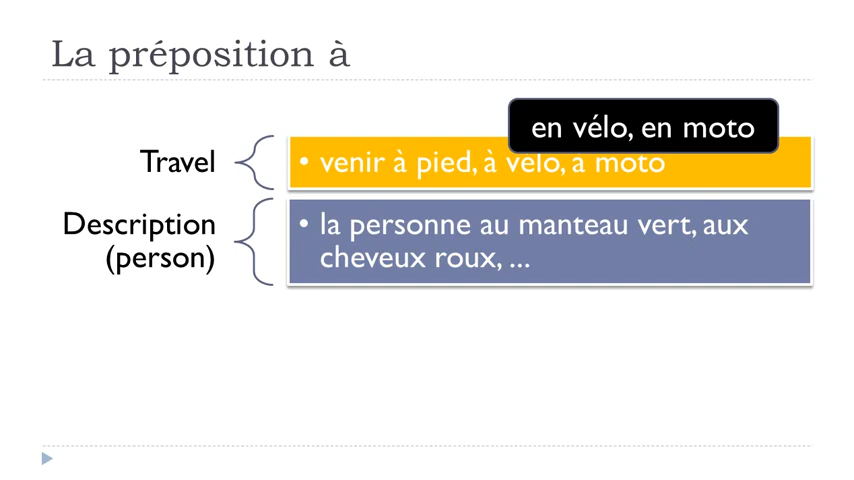 La préposition à
en vélo, en moto
Travel
• venir à pied, à vélo, à moto
Description
(person)
• la personne au manteau vert, aux
cheveux roux, ...